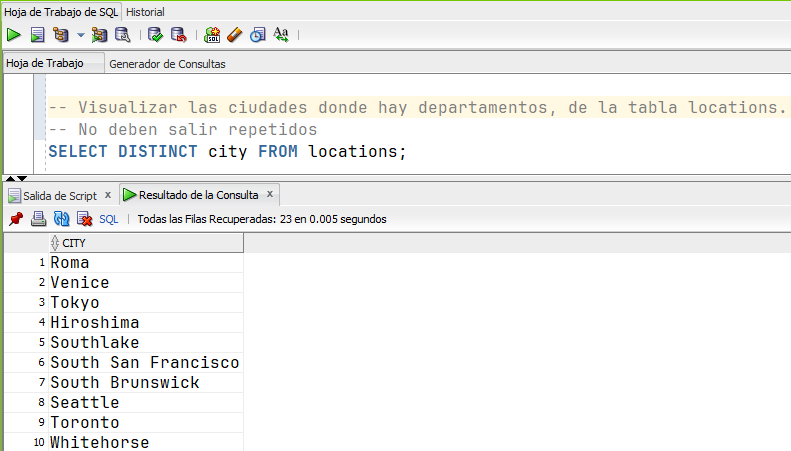 Hoja de Trabajo de SQL Historial
SQL Aa
Hoja de Trabajo Generador de Consultas
-- Visualizar las ciudades donde hay departamentos, de la tabla locations.
-- No deben salir repetidos
SELECT DISTINCT city FROM locations;
Salida de Script x Resultado de la Consulta x
SQL Todas las Filas Recuperadas: 23 en 0.005 segundos
CITY
1 Roma
2 Venice
3 Tokyo
4 Hiroshima
5 Southlake
6 South San Francisco
7 South Brunswick
8 Seattle
9 Toronto
10 Whitehorse